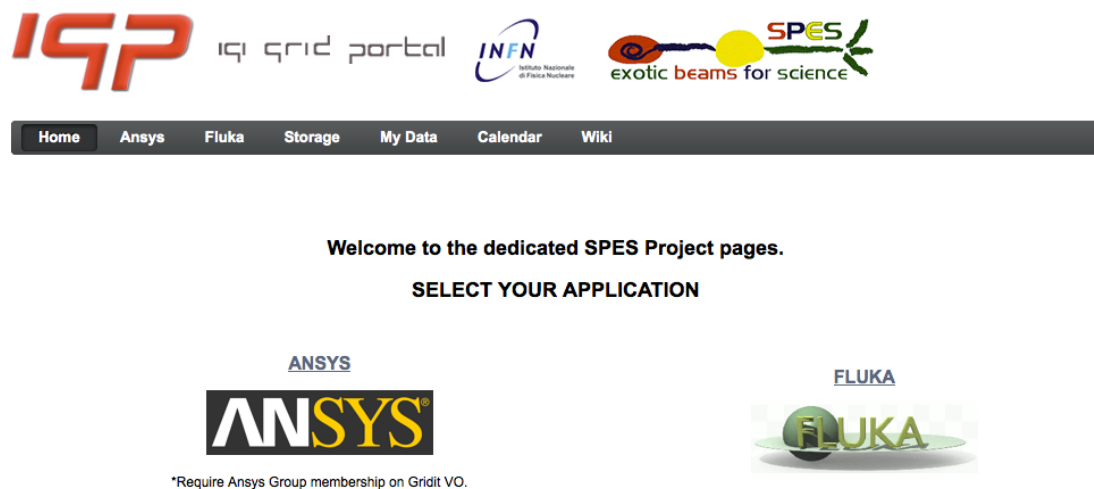 IGP
IGI GRID portal
INFN
Istituto Nazionale
di Fisica Nucleare
SPES
exotic beams for science
Home Ansys Fluka Storage My Data Calendar Wiki
Welcome to the dedicated SPES Project pages.
SELECT YOUR APPLICATION
ANSYS
FLUKA
ANSYS®
FLUKA
*Require Ansys Group membership on Gridit VO.